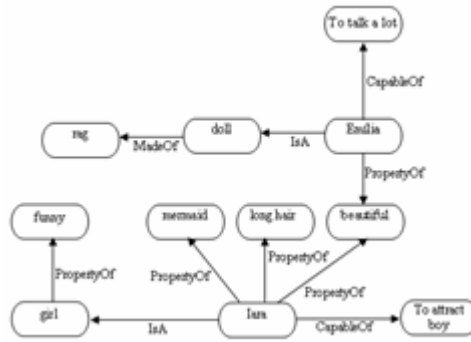 To talk a lot
CapableOf
rag
MadeOf
doll
IsA
Emilia
PropertyOf
funny
mermaid
long hair
beautiful
PropertyOf
PropertyOf
PropertyOf
PropertyOf
girl
IsA
Iara
CapableOf
To attract
boy